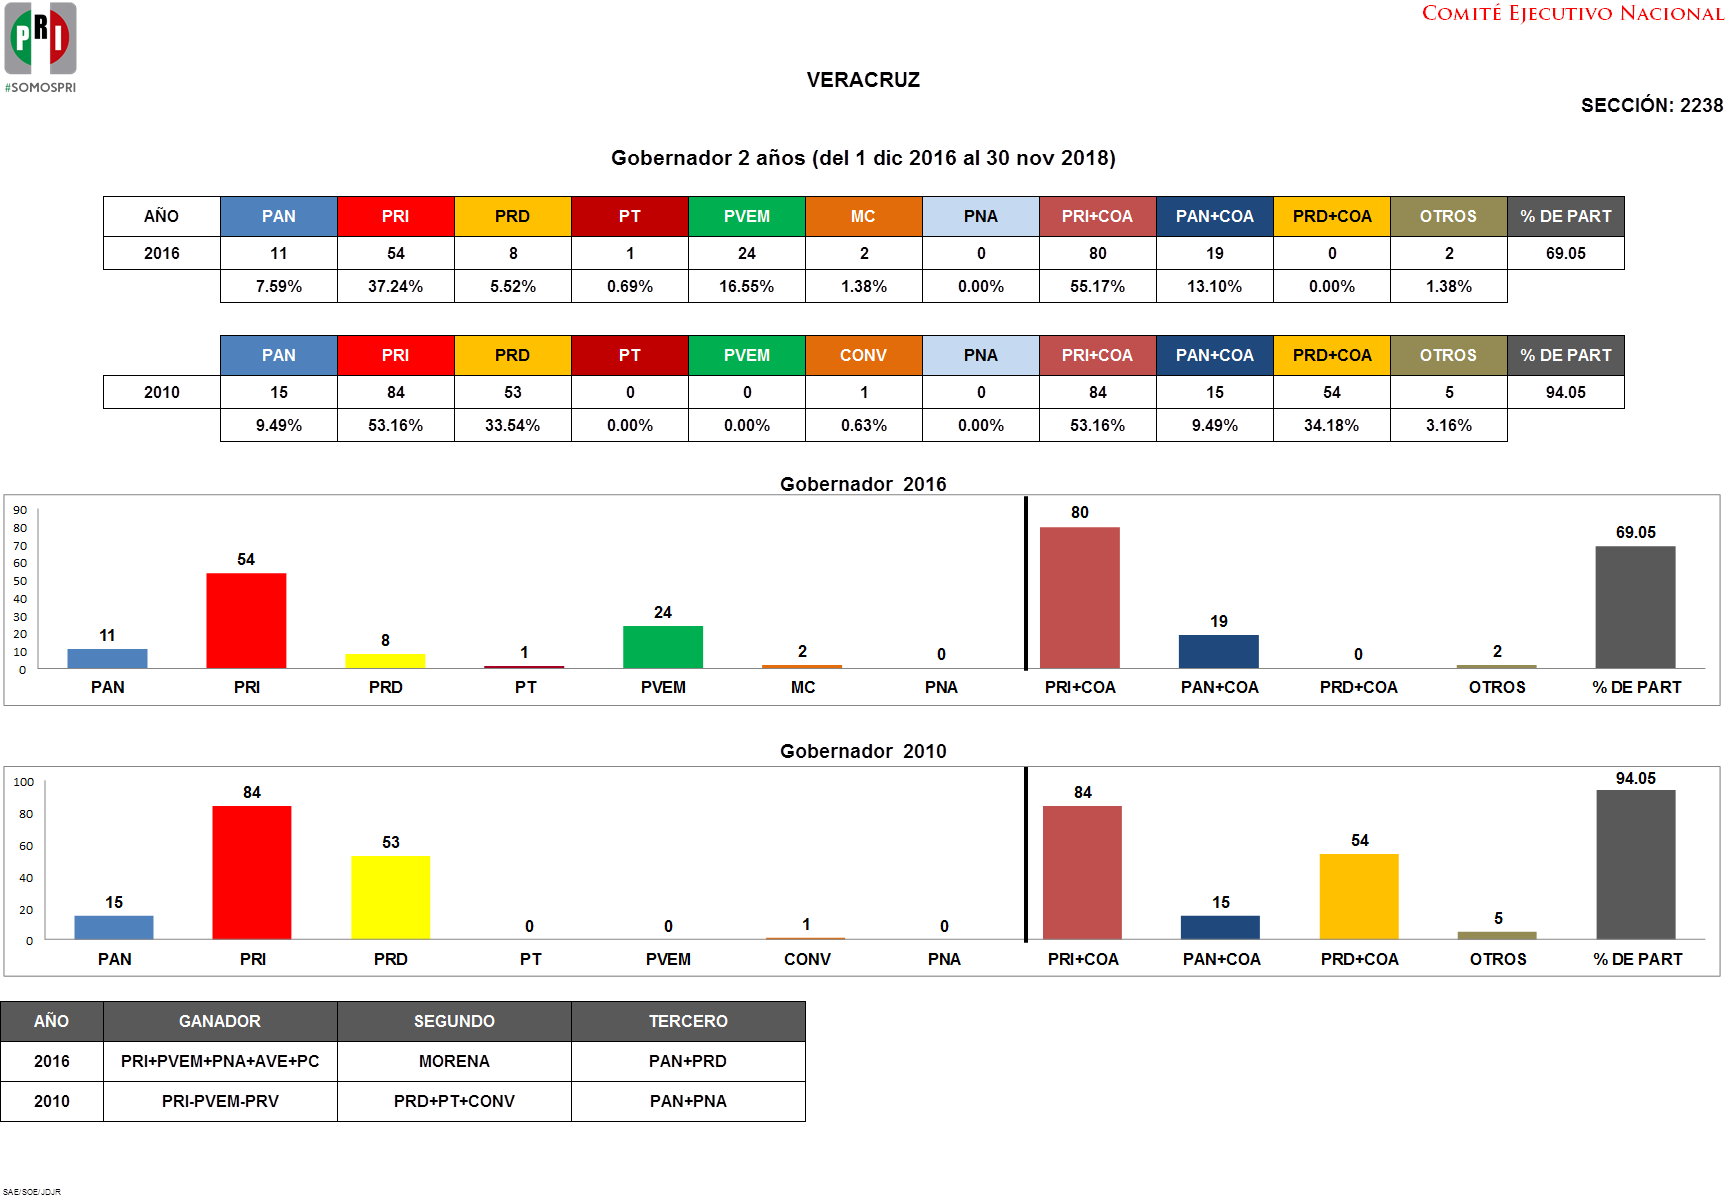 PRI
#SOMOSPRI
COMITÉ EJECUTIVO NACIONAL
VERACRUZ
SECCIÓN: 2238
Gobernador 2 años (del 1 dic 2016 al 30 nov 2018)
AÑO PAN PRI PRD PT PVEM MC PNA PRI+COA PAN+COA PRD+COA OTROS % DE PART
2016 11 54 8 1 24 2 0 80 19 0 2 69.05
7.59% 37.24% 5.52% 0.69% 16.55% 1.38% 0.00% 55.17% 13.10% 0.00% 1.38%
PAN PRI PRD PT PVEM CONV PNA PRI+COA PAN+COA PRD+COA OTROS % DE PART
2010 15 84 53 0 0 1 0 84 15 54 5 94.05
9.49% 53.16% 33.54% 0.00% 0.00% 0.63% 0.00% 53.16% 9.49% 34.18% 3.16%
Gobernador 2016
90
80
70
60
50
40
30
20
10
0
11 54 8 1 24 2 0 80 19 0 2 69.05
PAN PRI PRD PT PVEM MC PNA PRI+COA PAN+COA PRD+COA OTROS % DE PART
Gobernador 2010
100
80
60
40
20
0
15 84 53 0 0 1 0 84 15 54 5 94.05
PAN PRI PRD PT PVEM CONV PNA PRI+COA PAN+COA PRD+COA OTROS % DE PART
AÑO GANADOR SEGUNDO TERCERO
2016 PRI+PVEM+PNA+AVE+PC MORENA PAN+PRD
2010 PRI-PVEM-PRV PRD+PT+CONV PAN+PNA
SAE/SOE/JDJR